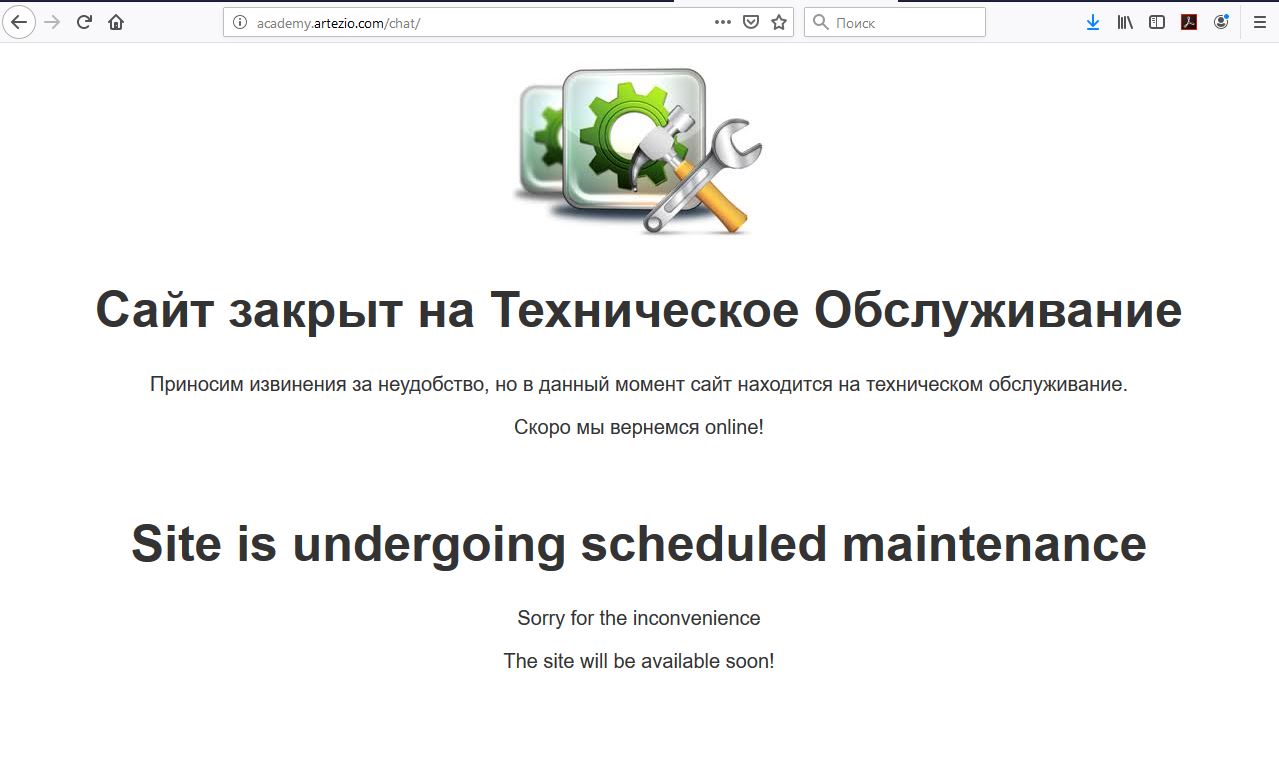 academy.artezio.com/chat/
Поиск
Сайт закрыт на Техническое Обслуживание
Приносим извинения за неудобство, но в данный момент сайт находится на техническом обслуживание.
Скоро мы вернемся online!
Site is undergoing scheduled maintenance
Sorry for the inconvenience
The site will be available soon!